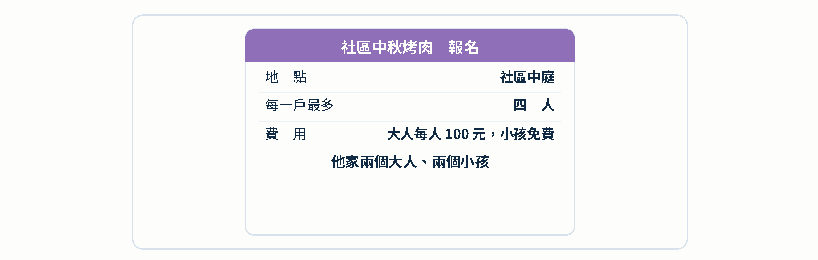 社區中秋烤肉　報名
地　點　社區中庭
每一戶最多　四　人
費　用　大人每人 100 元，小孩免費
他家兩個大人、兩個小孩